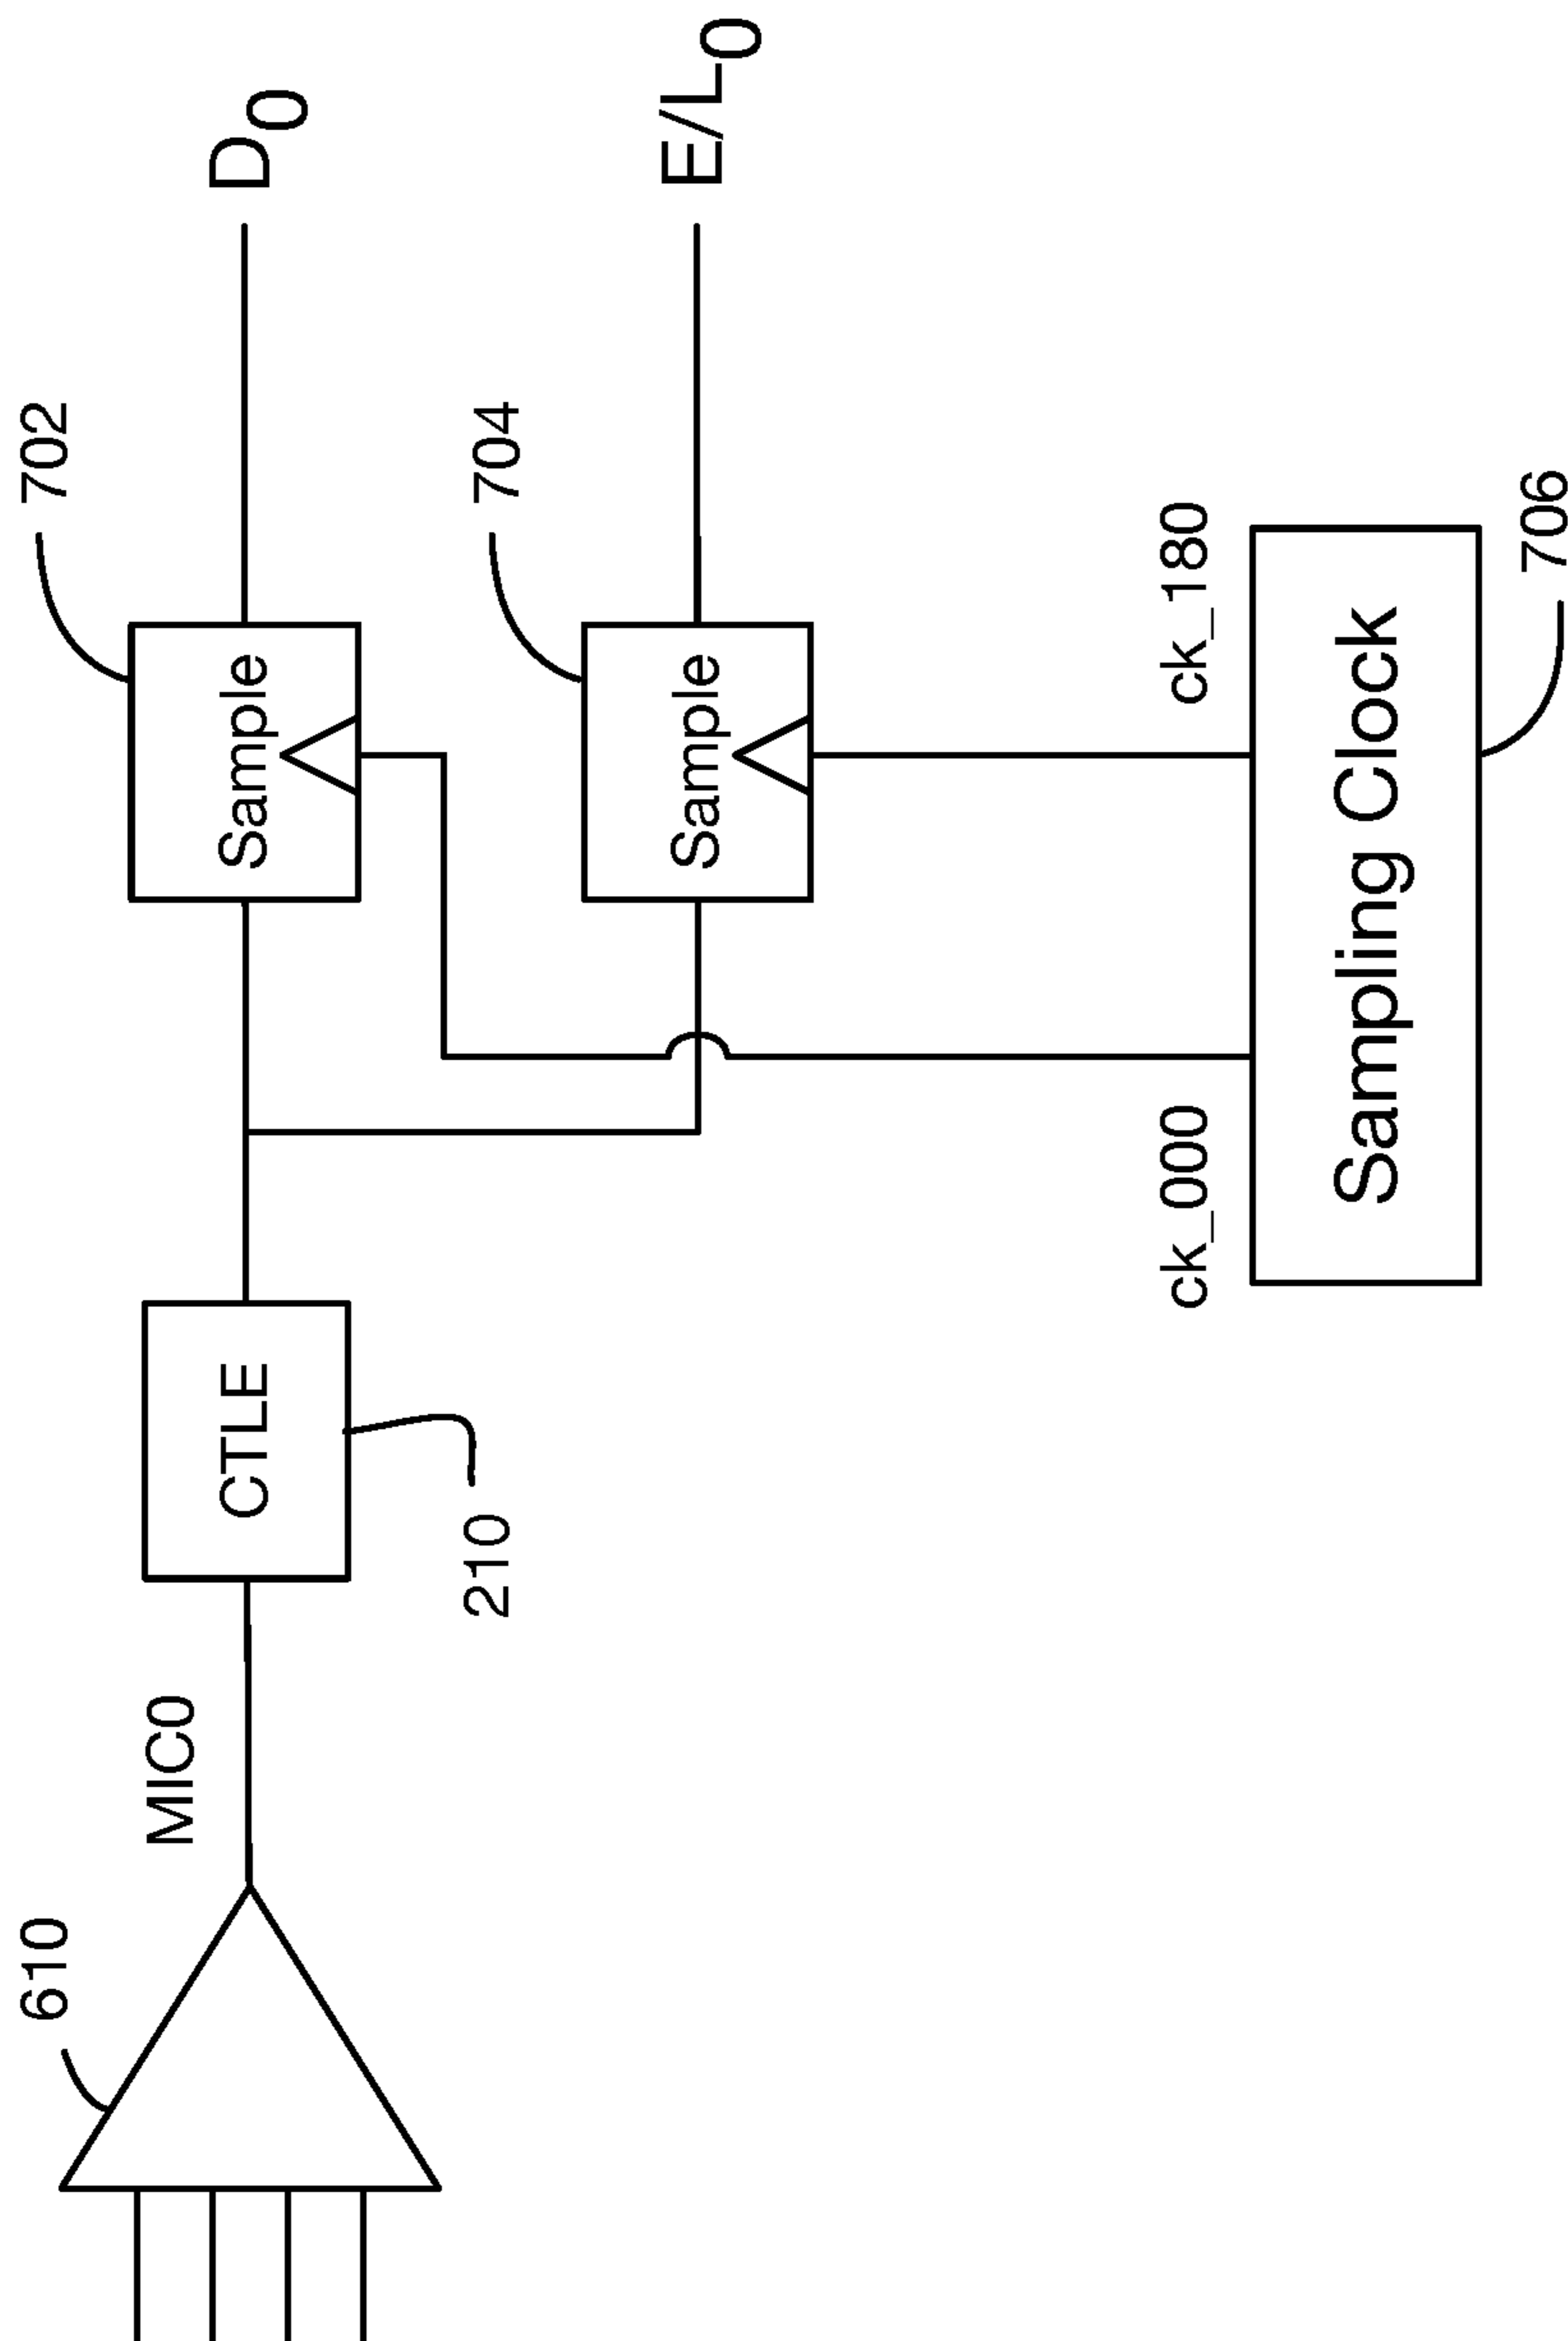 610
MIC0
CTLE
210
702
Sample
D0
704
Sample
E/L0
ck_000
ck_180
Sampling Clock
706